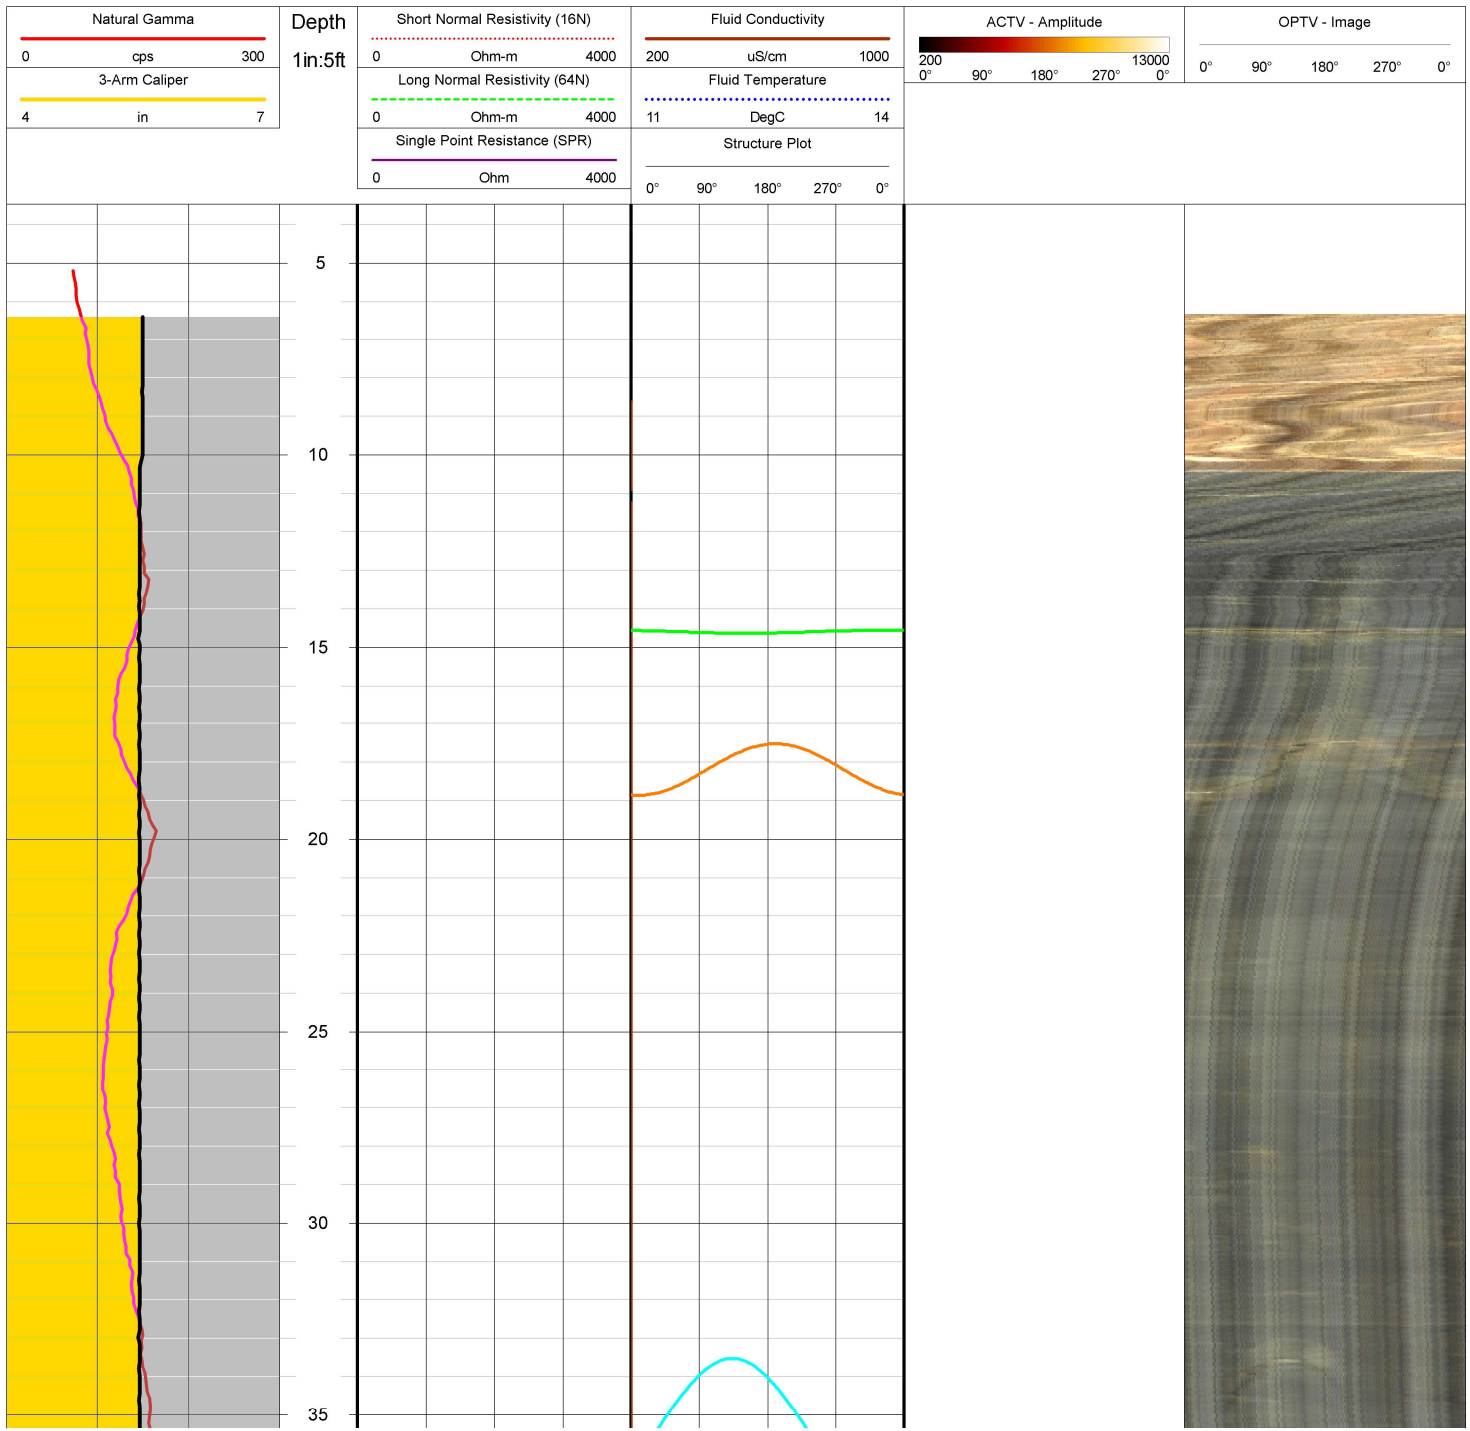 Natural Gamma
0 cps 300
3-Arm Caliper
4 in 7
Depth
1in:5ft
Short Normal Resistivity (16N)
0 Ohm-m 4000
Long Normal Resistivity (64N)
0 Ohm-m 4000
Single Point Resistance (SPR)
0 Ohm 4000
Fluid Conductivity
200 uS/cm 1000
Fluid Temperature
11 DegC 14
Structure Plot
0° 90° 180° 270° 0°
ACTV - Amplitude
200 13000
0° 90° 180° 270° 0°
OPTV - Image
0° 90° 180° 270° 0°
5
10
15
20
25
30
35